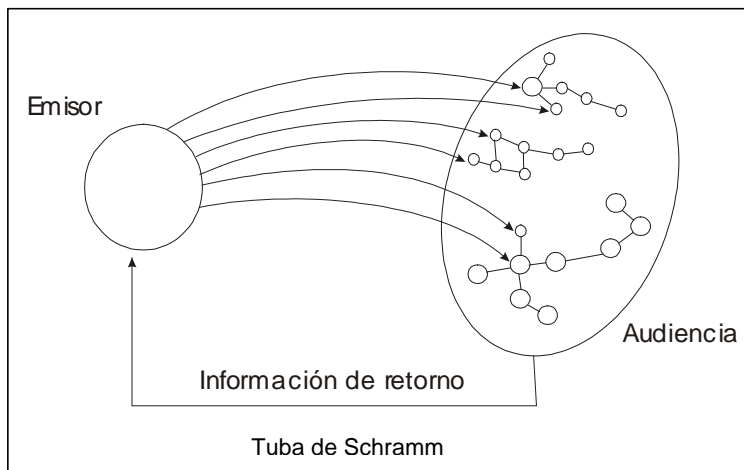 Emisor
Audiencia
Información de retorno
Tuba de Schramm